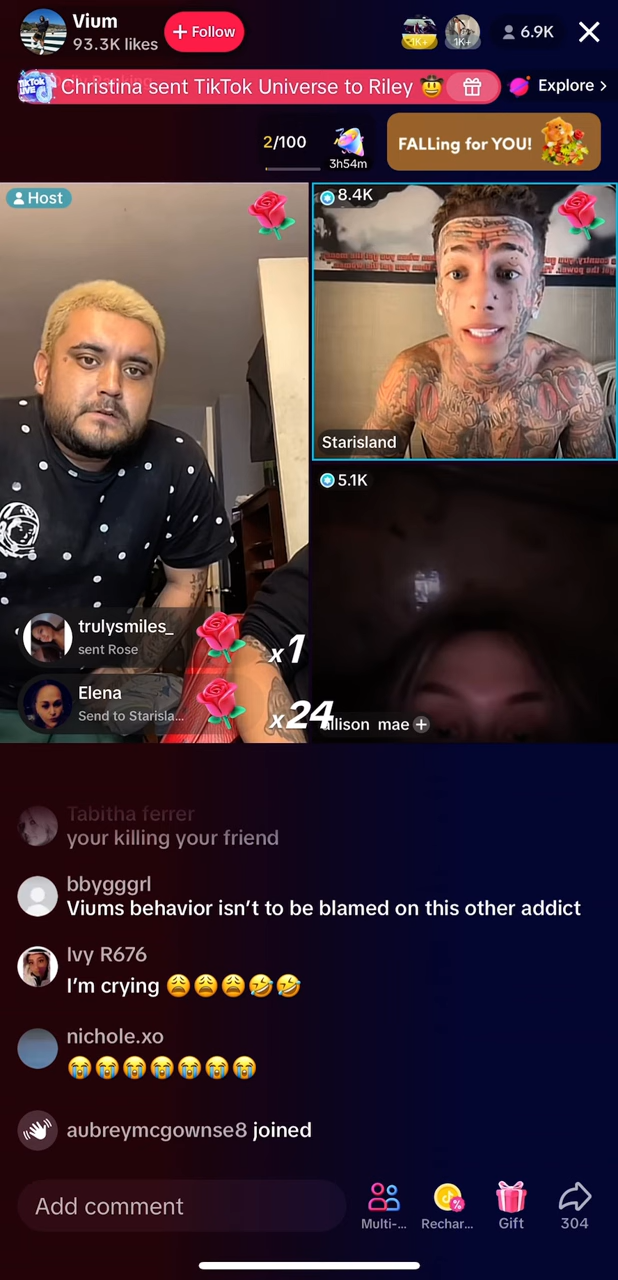 Vium
93.3K likes
+ Follow
1K+
1K+
6.9K
Christina sent TikTok Universe to Riley 🤠
Explore >
2/100
3h54m
FALLing for YOU!
Host
8.4K
Starisland
5.1K
trulysmiles_
sent Rose
x1
Elena
Send to Starisla...
x24
allison mae +
Tabitha ferrer
your killing your friend
bbygggrl
Viums behavior isn't to be blamed on this other addict
Ivy R676
I'm crying 😩😩😩🤣🤣
nichole.xo
😭😭😭😭😭😭😭
aubreymcgownse8 joined
Add comment
Multi-...
Rechar...
Gift
304